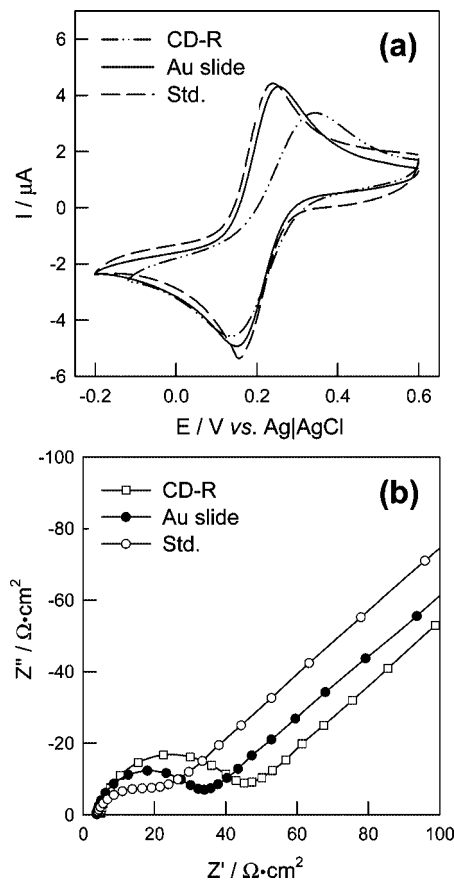 (a)
CD-R
Au slide
Std.
6
4
2
0
-2
-4
-6
I / μA
-0.2 0.0 0.2 0.4 0.6
E / V vs. Ag|AgCl
(b)
CD-R
Au slide
Std.
-100
-80
-60
-40
-20
0
Z" / Ω•cm²
0 20 40 60 80 100
Z' / Ω•cm²